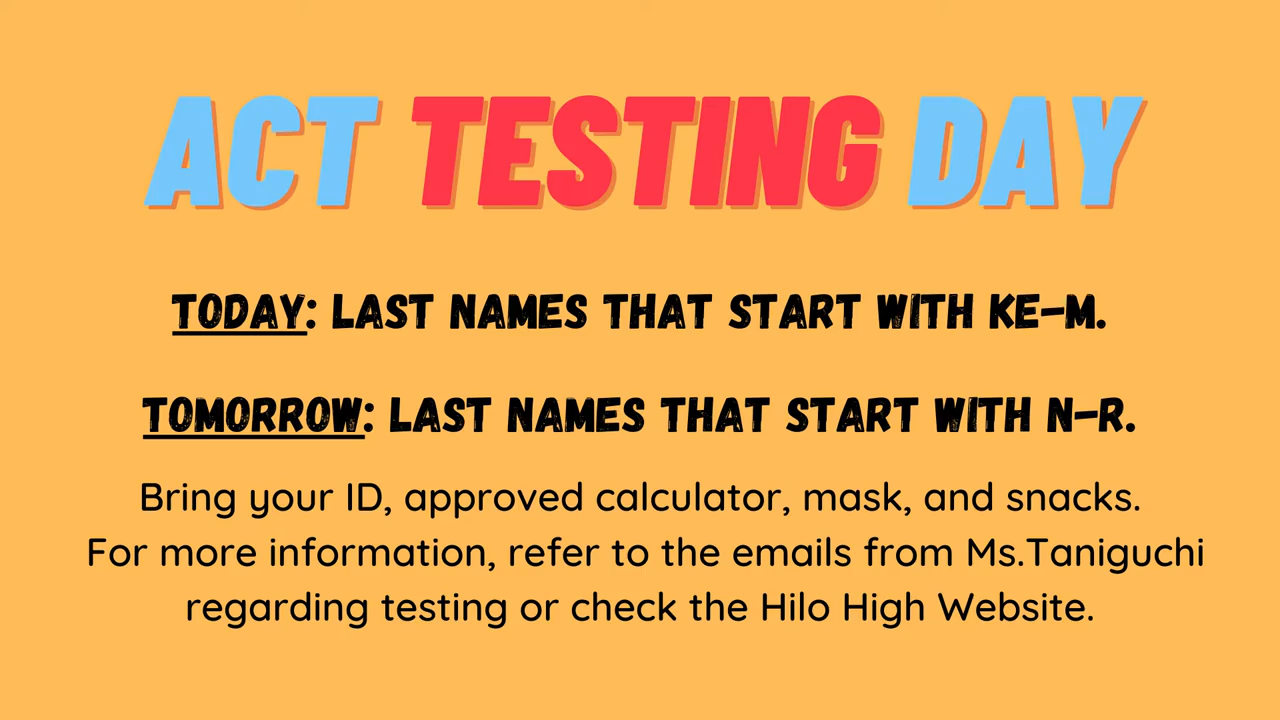 ACT TESTING DAY
TODAY: LAST NAMES THAT START WITH KE-M.
TOMORROW: LAST NAMES THAT START WITH N-R.
Bring your ID, approved calculator, mask, and snacks.
For more information, refer to the emails from Ms.Taniguchi
regarding testing or check the Hilo High Website.